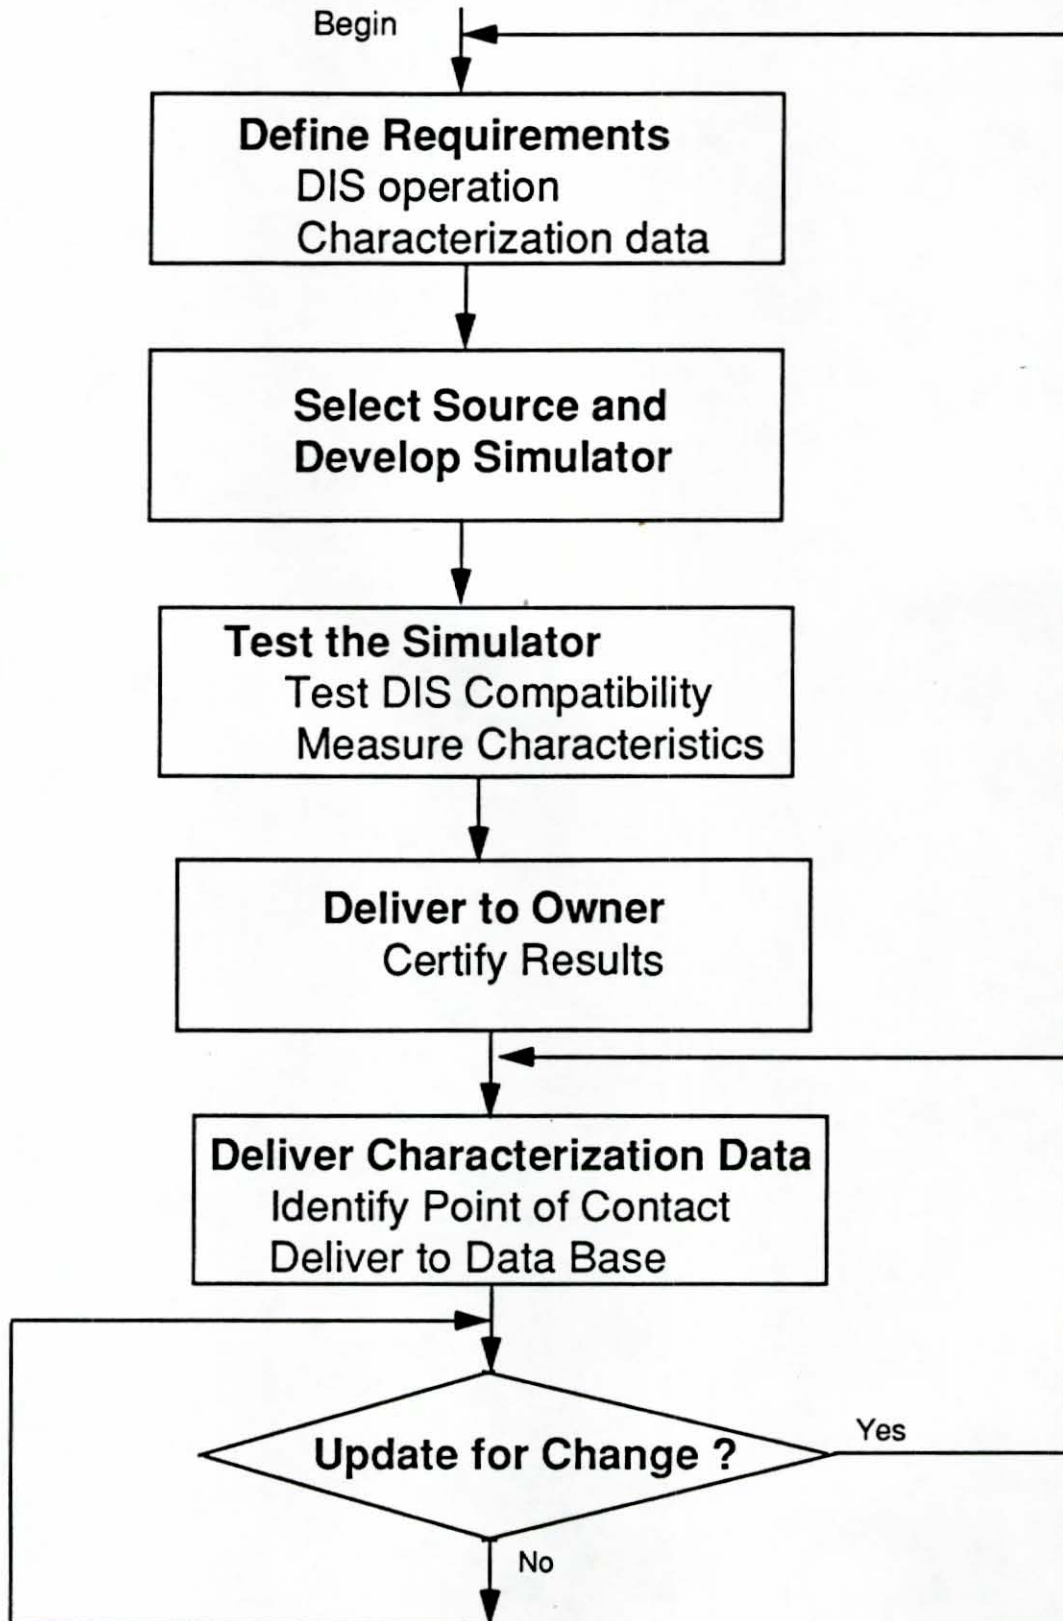 Begin
Define Requirements
DIS operation
Characterization data
Select Source and
Develop Simulator
Test the Simulator
Test DIS Compatibility
Measure Characteristics
Deliver to Owner
Certify Results
Deliver Characterization Data
Identify Point of Contact
Deliver to Data Base
Update for Change ?
Yes
No